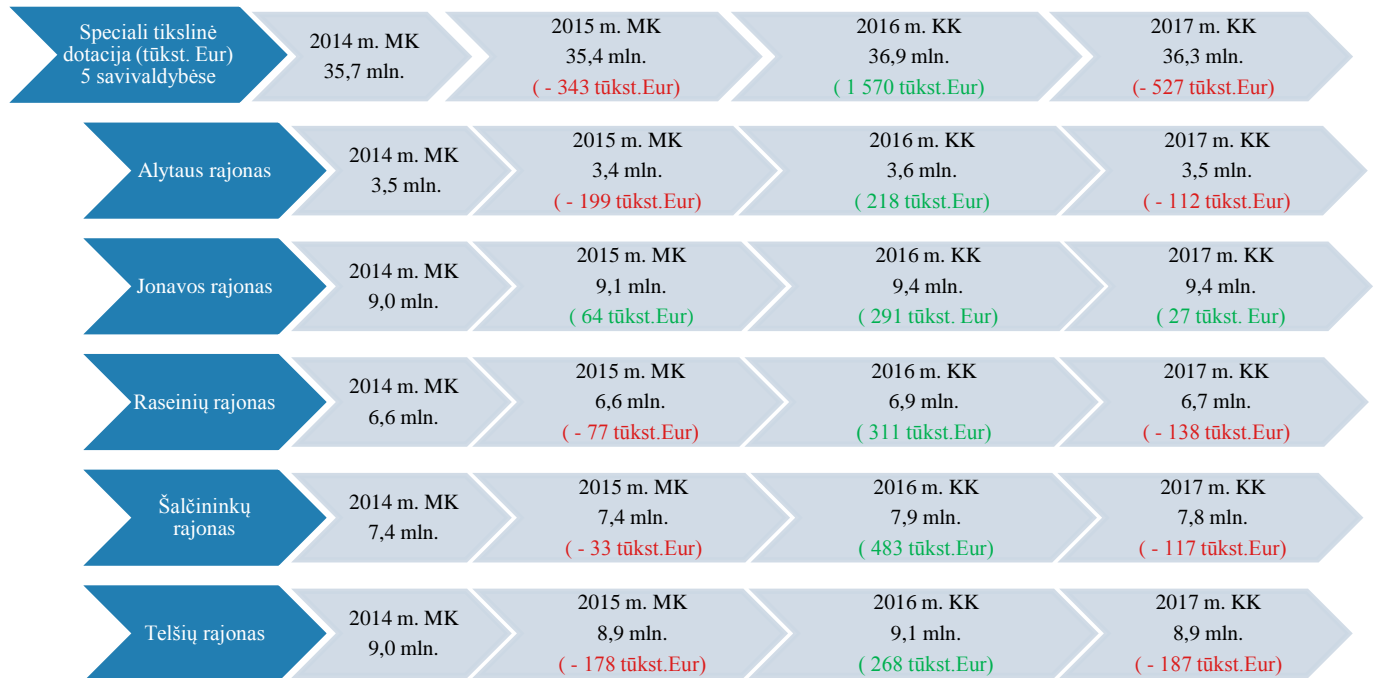 Speciali tikslinė
dotacija (tūkst. Eur)
5 savivaldybėse
2014 m. MK
35,7 mln.
2015 m. MK
35,4 mln.
( - 343 tūkst.Eur)
2016 m. KK
36,9 mln.
( 1 570 tūkst.Eur)
2017 m. KK
36,3 mln.
(- 527 tūkst.Eur)
Alytaus rajonas
2014 m. MK
3,5 mln.
2015 m. MK
3,4 mln.
( - 199 tūkst.Eur)
2016 m. KK
3,6 mln.
( 218 tūkst.Eur)
2017 m. KK
3,5 mln.
( - 112 tūkst.Eur)
Jonavos rajonas
2014 m. MK
9,0 mln.
2015 m. MK
9,1 mln.
( 64 tūkst.Eur)
2016 m. KK
9,4 mln.
( 291 tūkst. Eur)
2017 m. KK
9,4 mln.
( 27 tūkst. Eur)
Raseinių rajonas
2014 m. MK
6,6 mln.
2015 m. MK
6,6 mln.
( - 77 tūkst.Eur)
2016 m. KK
6,9 mln.
( 311 tūkst.Eur)
2017 m. KK
6,7 mln.
( - 138 tūkst.Eur)
Šalčininkų
rajonas
2014 m. MK
7,4 mln.
2015 m. MK
7,4 mln.
( - 33 tūkst.Eur)
2016 m. KK
7,9 mln.
( 483 tūkst.Eur)
2017 m. KK
7,8 mln.
( - 117 tūkst.Eur)
Telšių rajonas
2014 m. MK
9,0 mln.
2015 m. MK
8,9 mln.
( - 178 tūkst.Eur)
2016 m. KK
9,1 mln.
( 268 tūkst.Eur)
2017 m. KK
8,9 mln.
( - 187 tūkst.Eur)